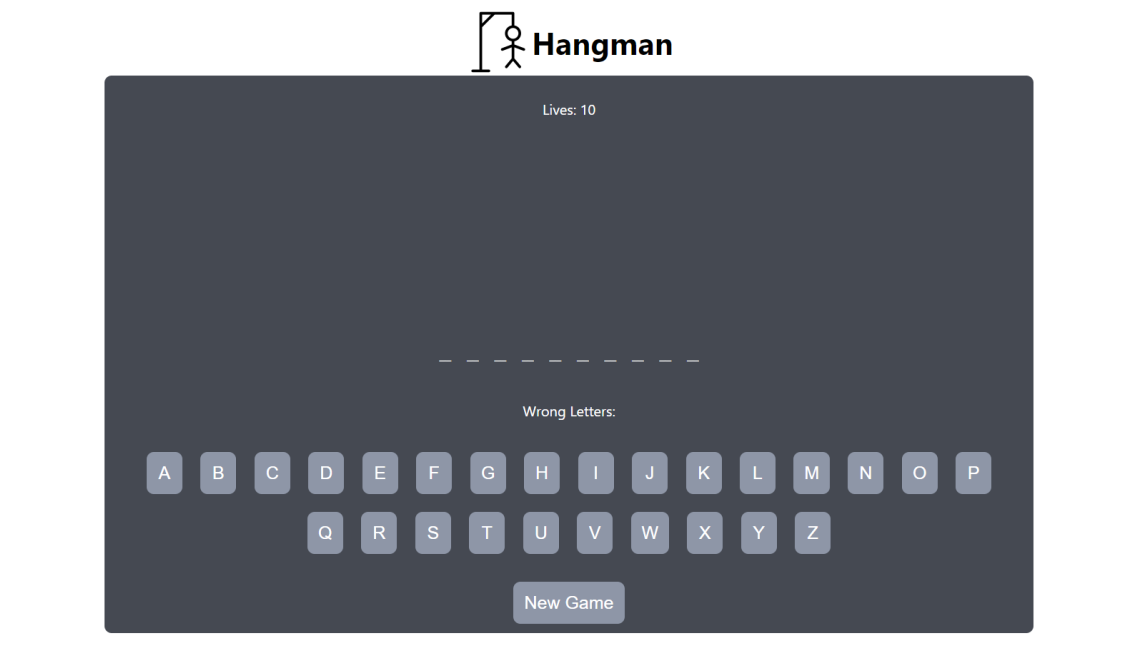 Hangman
Lives: 10
_ _ _ _ _ _ _ _ _ _
Wrong Letters:
A B C D E F G H I J K L M N O P
Q R S T U V W X Y Z
New Game